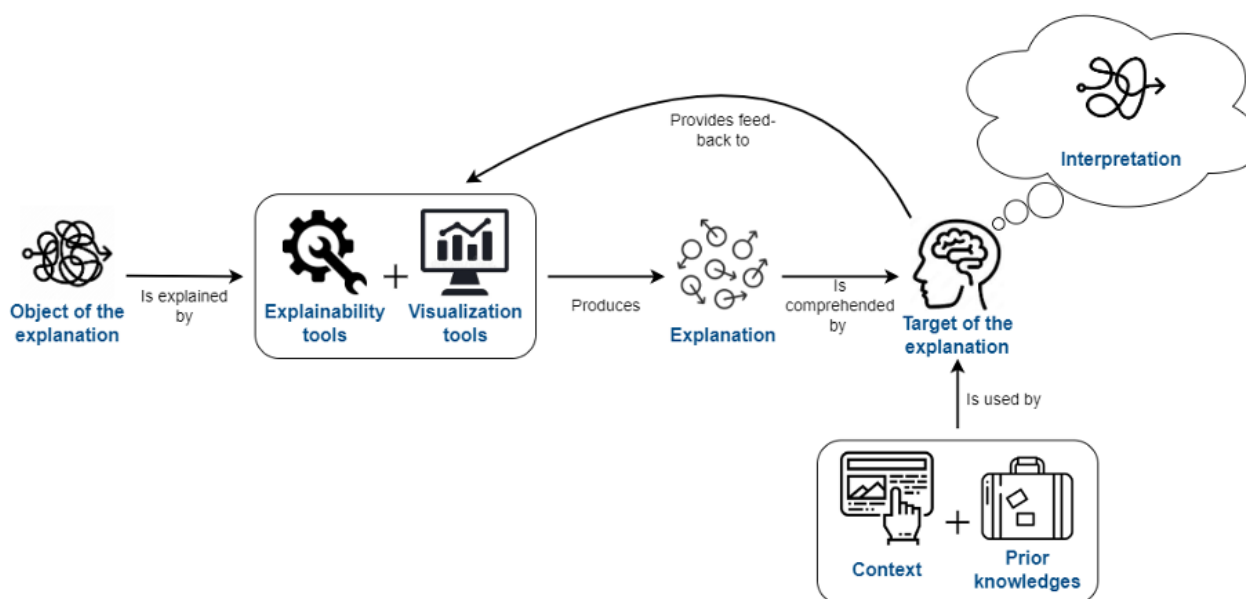 Interpretation
Provides feed-
back to
Object of the
explanation
Is explained
by
Explainability
tools
Visualization
tools
Produces
Explanation
Is
comprehended
by
Target of the
explanation
Is used by
Context
Prior
knowledges